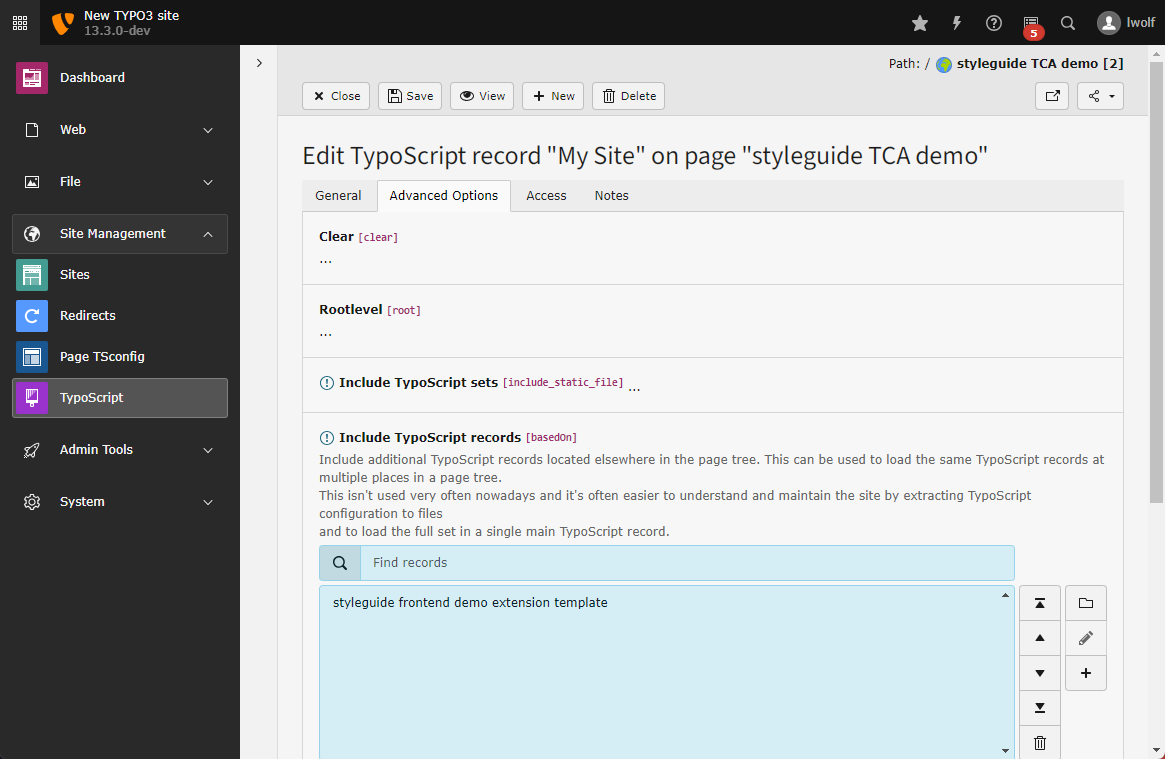 New TYPO3 site
13.3.0-dev
5
lwolf
Dashboard
Web
File
Site Management
Sites
Redirects
Page TSconfig
TypoScript
Admin Tools
System
Path: / styleguide TCA demo [2]
Close Save View New Delete
Edit TypoScript record "My Site" on page "styleguide TCA demo"
General Advanced Options Access Notes
Clear [clear]
...
Rootlevel [root]
...
Include TypoScript sets [include_static_file] ...
Include TypoScript records [basedOn]
Include additional TypoScript records located elsewhere in the page tree. This can be used to load the same TypoScript records at
multiple places in a page tree.
This isn't used very often nowadays and it's often easier to understand and maintain the site by extracting TypoScript
configuration to files
and to load the full set in a single main TypoScript record.
Find records
styleguide frontend demo extension template